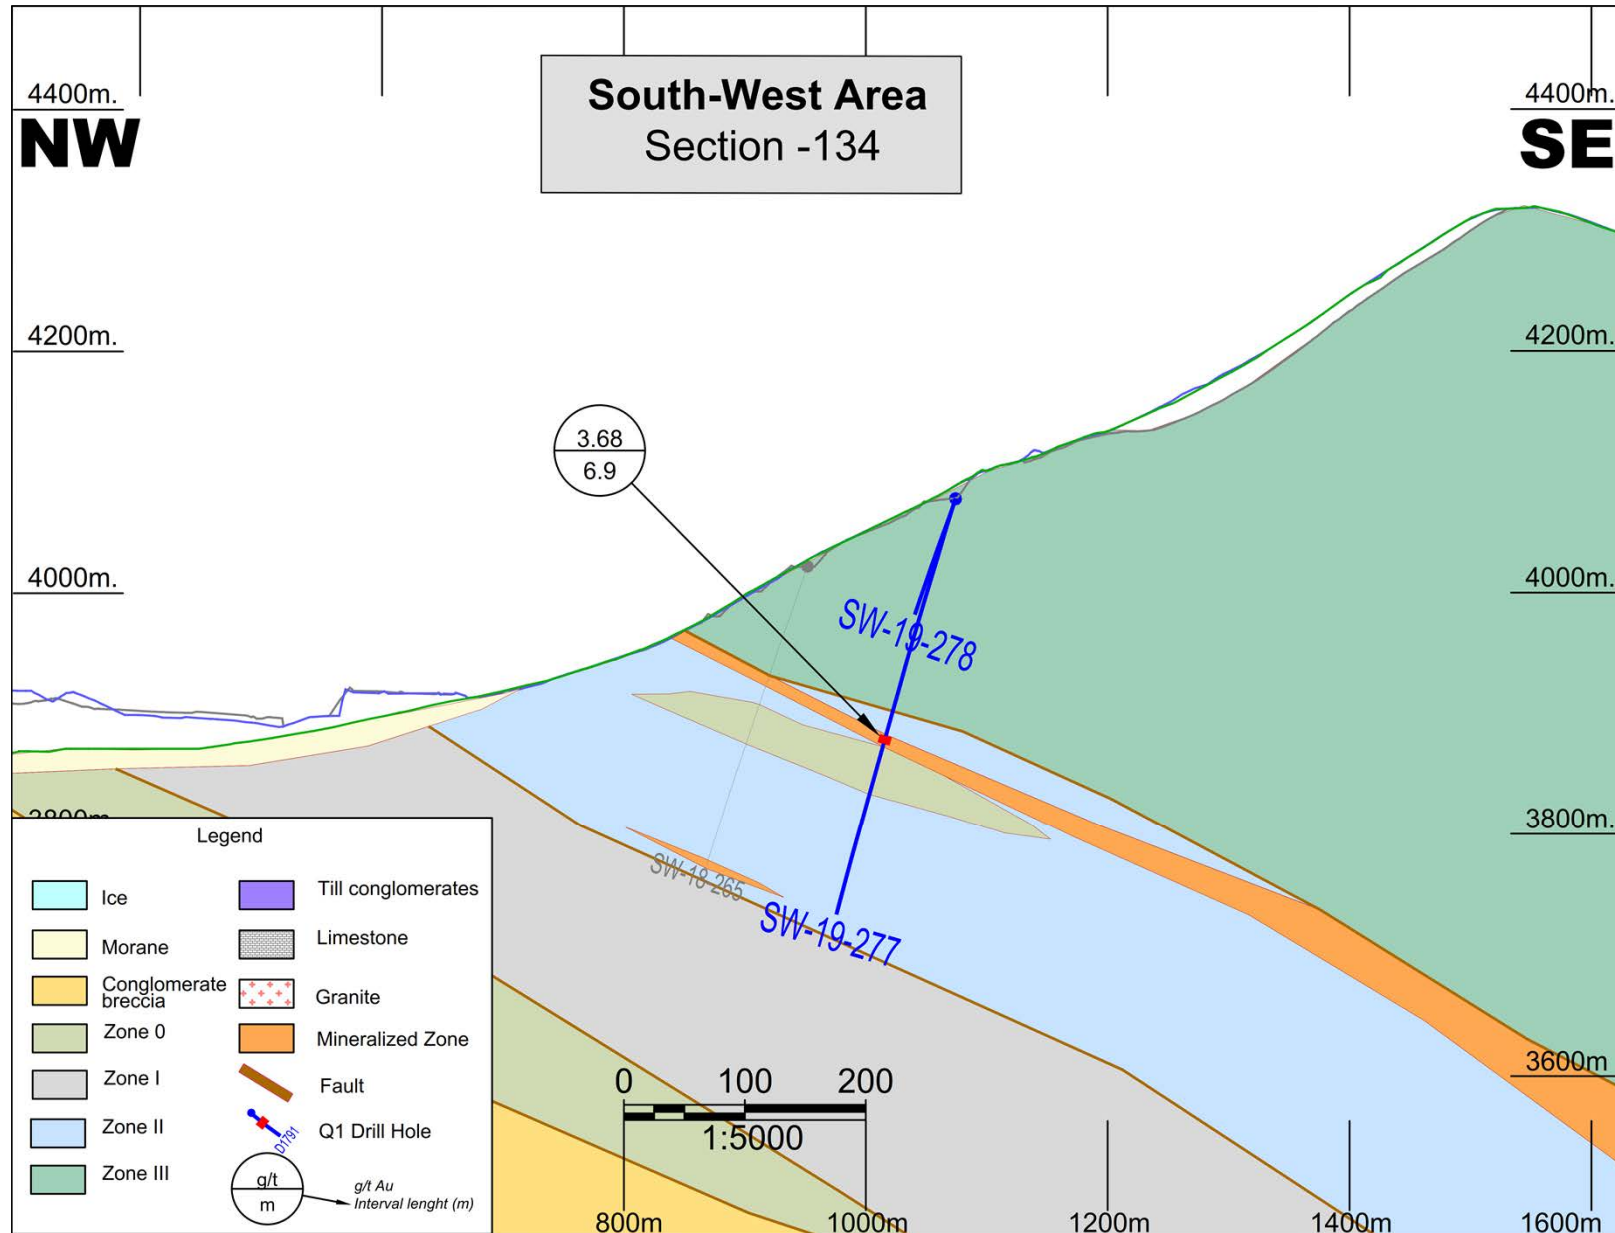 South-West Area
Section -134
4400m.
4400m.
NW
SE
4200m.
4200m.
3.68
6.9
4000m.
4000m.
SW-19-278
3800m.
3800m.
SW-18-265
SW-19-277
3600m
Legend
Ice
Morane
Conglomerate
breccia
Zone 0
Zone I
Zone II
Zone III
Till conglomerates
Limestone
Granite
Mineralized Zone
Fault
Q1 Drill Hole
D1791
g/t
m
g/t Au
Interval lenght (m)
0 100 200
1:5000
800m 1000m 1200m 1400m 1600m